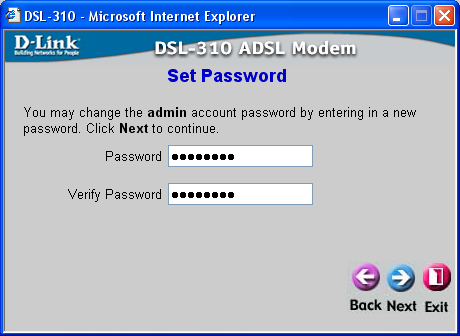 DSL-310 - Microsoft Internet Explorer
D-Link
Building Networks for People
DSL-310 ADSL Modem
Set Password
You may change the admin account password by entering in a new
password. Click Next to continue.
Password ●●●●●●●●
Verify Password ●●●●●●●●
Back Next Exit